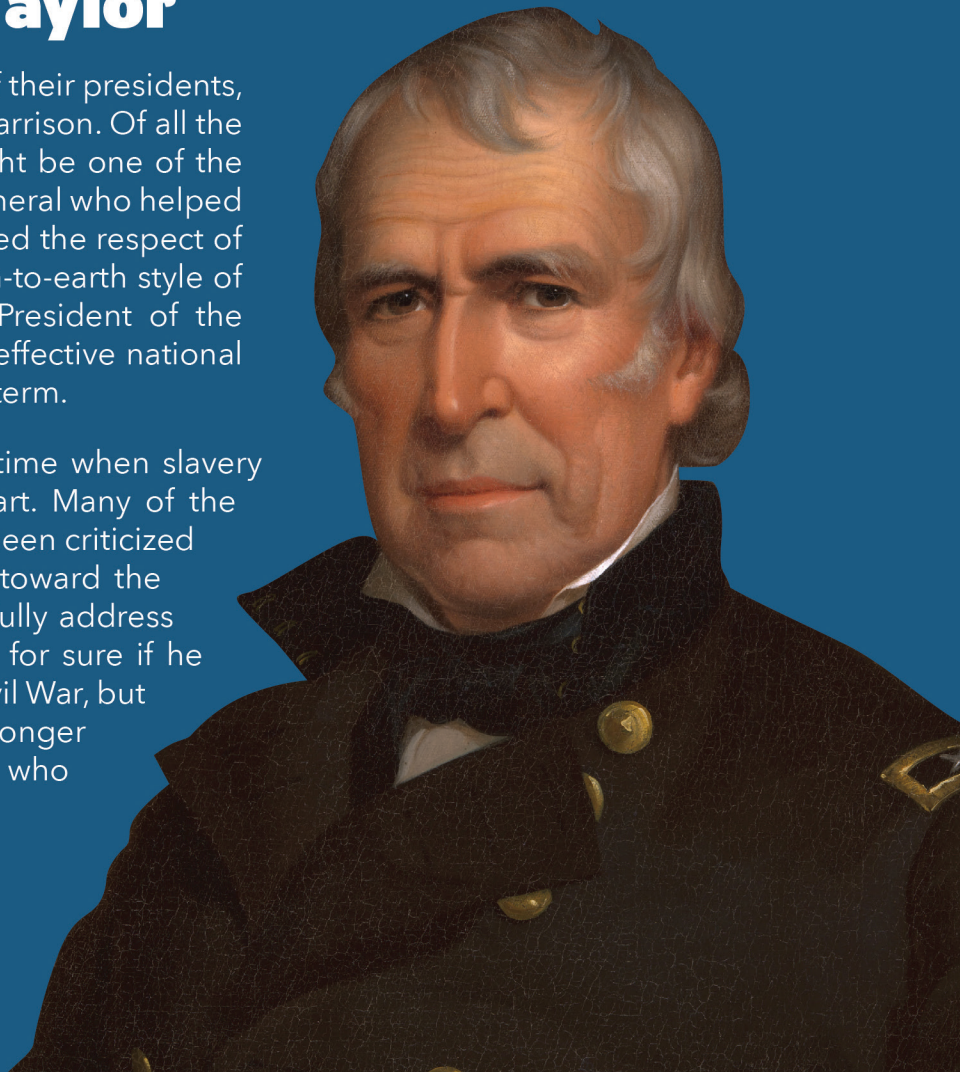 aylor
their presidents,
arrison. Of all the
ht be one of the
neral who helped
ed the respect of
-to-earth style of
President of the
effective national
term.
time when slavery
art. Many of the
een criticized
toward the
ully address
for sure if he
vil War, but
onger
who